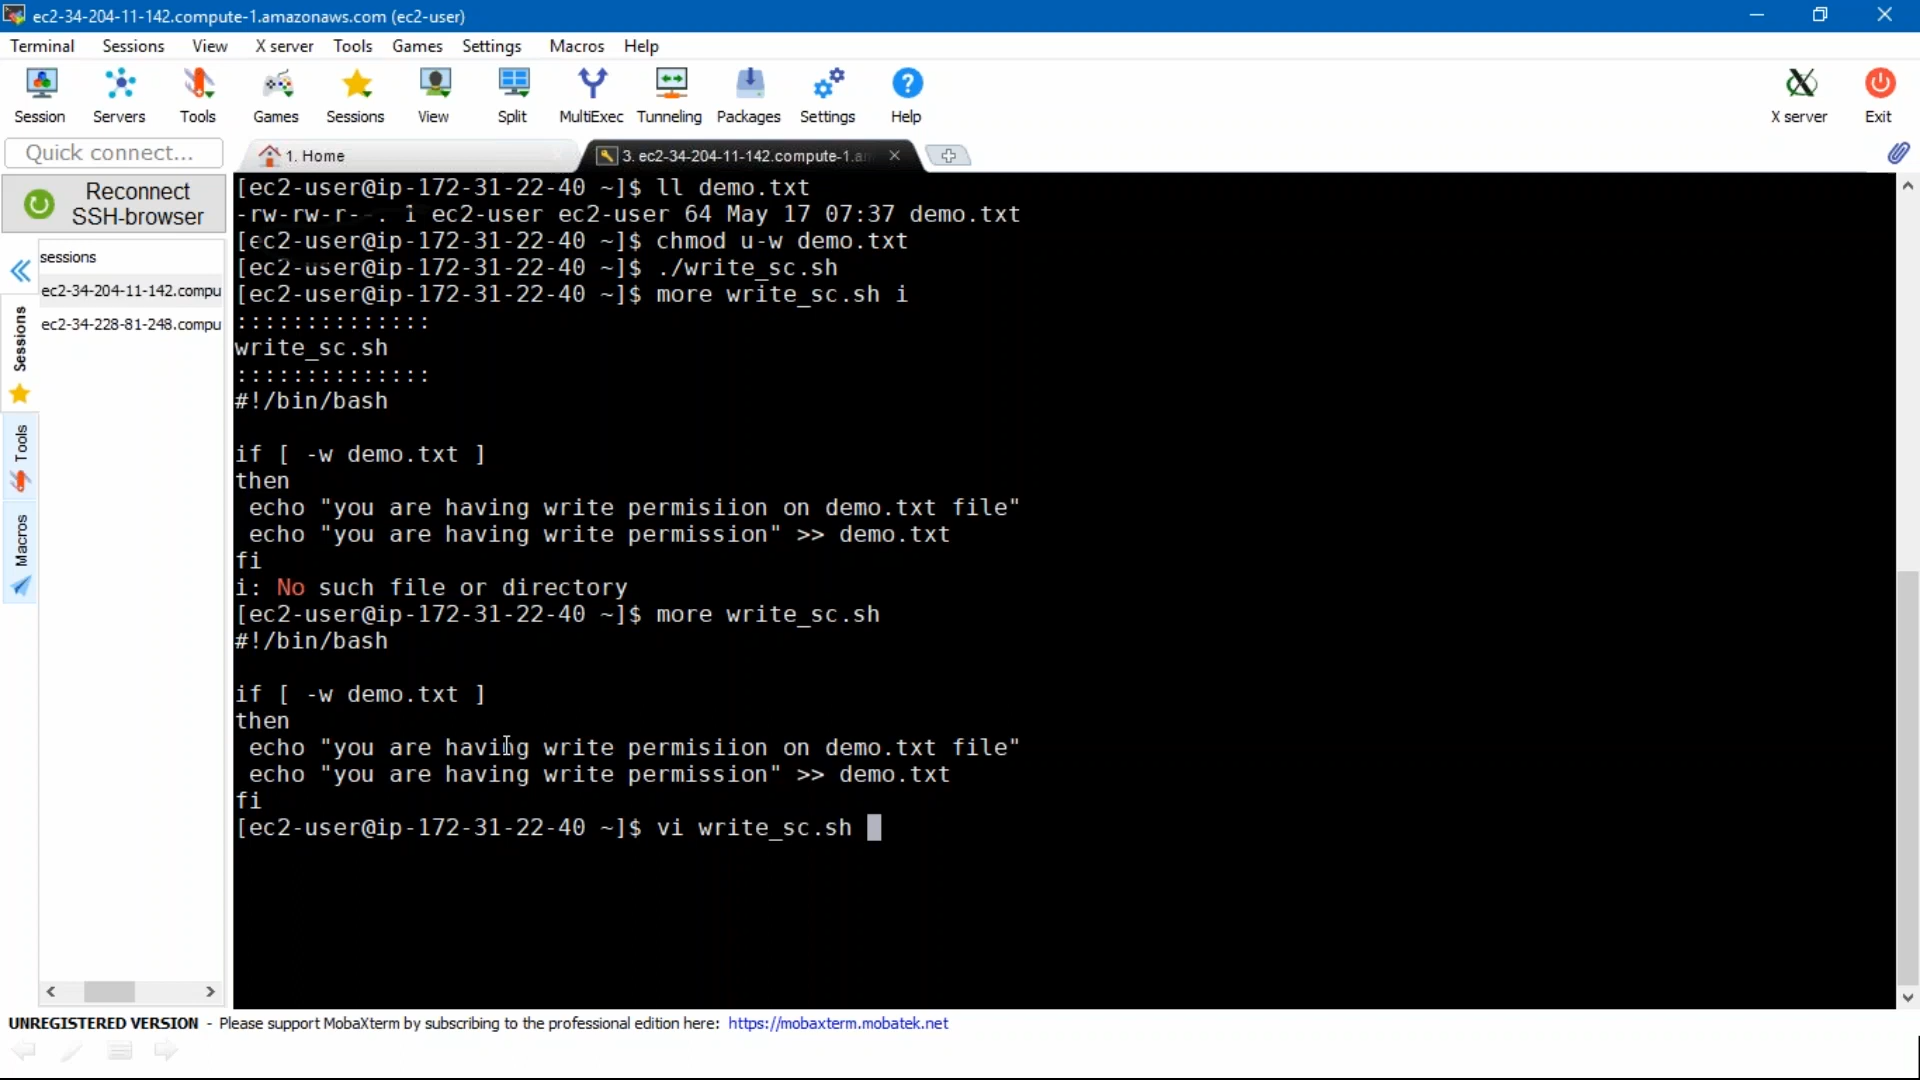 ec2-34-204-11-142.compute-1.amazonaws.com (ec2-user)
Terminal Sessions View X server Tools Games Settings Macros Help
Session Servers Tools Games Sessions View Split MultiExec Tunneling Packages Settings Help X server Exit
Quick connect...
1. Home
3. ec2-34-204-11-142.compute-1.a
Reconnect
SSH-browser
sessions
ec2-34-204-11-142.compu
ec2-34-228-81-248.compu
Sessions
Tools
Macros
[ec2-user@ip-172-31-22-40 ~]$ ll demo.txt
-rw-rw-r--. 1 ec2-user ec2-user 64 May 17 07:37 demo.txt
[ec2-user@ip-172-31-22-40 ~]$ chmod u-w demo.txt
[ec2-user@ip-172-31-22-40 ~]$ ./write_sc.sh
[ec2-user@ip-172-31-22-40 ~]$ more write_sc.sh i
::::::::::::::
write_sc.sh
::::::::::::::
#!/bin/bash
if [ -w demo.txt ]
then
echo "you are having write permisiion on demo.txt file"
echo "you are having write permission" >> demo.txt
fi
i: No such file or directory
[ec2-user@ip-172-31-22-40 ~]$ more write_sc.sh
#!/bin/bash
if [ -w demo.txt ]
then
echo "you are having write permisiion on demo.txt file"
echo "you are having write permission" >> demo.txt
fi
[ec2-user@ip-172-31-22-40 ~]$ vi write_sc.sh
UNREGISTERED VERSION - Please support MobaXterm by subscribing to the professional edition here: https://mobaxterm.mobatek.net